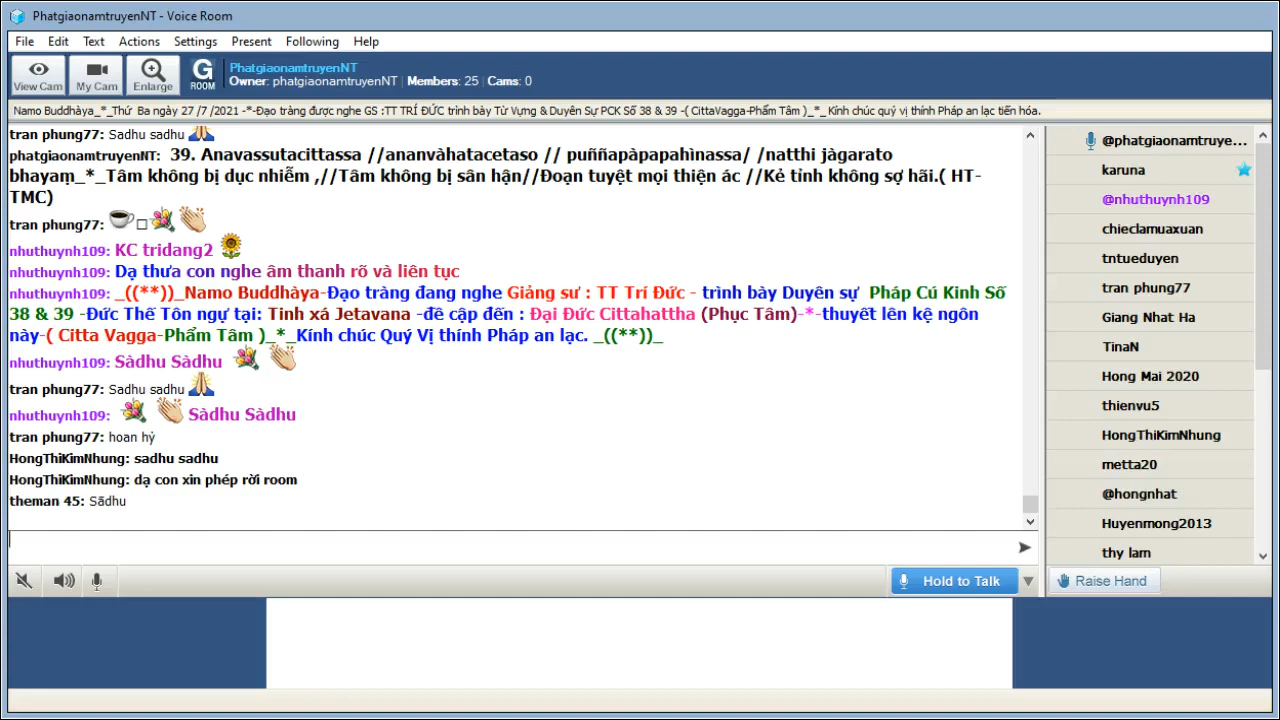 PhatgiaonamtruyenNT - Voice Room
File Edit Text Actions Settings Present Following Help
View Cam
My Cam
Enlarge
G
ROOM
PhatgiaonamtruyenNT
Owner: phatgiaonamtruyenNT | Members: 25 | Cams: 0
Namo Buddhàya_*_Thứ Ba ngày 27 /7 /2021 -*-Đạo tràng được nghe GS :TT TRÍ ĐỨC trình bày Từ Vựng & Duyên Sự PCK Số 38 & 39 -( CittaVagga-Phẩm Tâm )_*_ Kính chúc quý vị thính Pháp an lạc tiến hóa.
tran phung77: Sadhu sadhu
phatgiaonamtruyenNT: 39. Anavassutacittassa //ananvàhatacetaso // puññapàpapahìnassa/ /natthi jàgarato
bhayaṃ_*_Tâm không bị dục nhiễm ,//Tâm không bị sân hận//Đoạn tuyệt mọi thiện ác //Kẻ tỉnh không sợ hãi.( HT-
TMC)
tran phung77:
nhuthuynh109: KC tridang2
nhuthuynh109: Dạ thưa con nghe âm thanh rõ và liên tục
nhuthuynh109: _((**))_Namo Buddhàya-Đạo tràng đang nghe Giảng sư : TT Trí Đức - trình bày Duyên sự Pháp Cú Kinh Số
38 & 39 -Đức Thế Tôn ngự tại: Tinh xá Jetavana -đề cập đến : Đại Đức Cittahattha (Phục Tâm)-*-thuyết lên kệ ngôn
này-( Citta Vagga-Phẩm Tâm )_*_Kính chúc Quý Vị thính Pháp an lạc. _((**))_
nhuthuynh109: Sàdhu Sàdhu
tran phung77: Sadhu sadhu
nhuthuynh109: Sàdhu Sàdhu
tran phung77: hoan hỷ
HongThiKimNhung: sadhu sadhu
HongThiKimNhung: dạ con xin phép rời room
theman 45: Sādhu
@phatgiaonamtruye...
karuna
@nhuthuynh109
chieclamuaxuan
tntueduyen
tran phung77
Giang Nhat Ha
TinaN
Hong Mai 2020
thienvu5
HongThiKimNhung
metta20
@hongnhat
Huyenmong2013
thy lam
Hold to Talk
Raise Hand